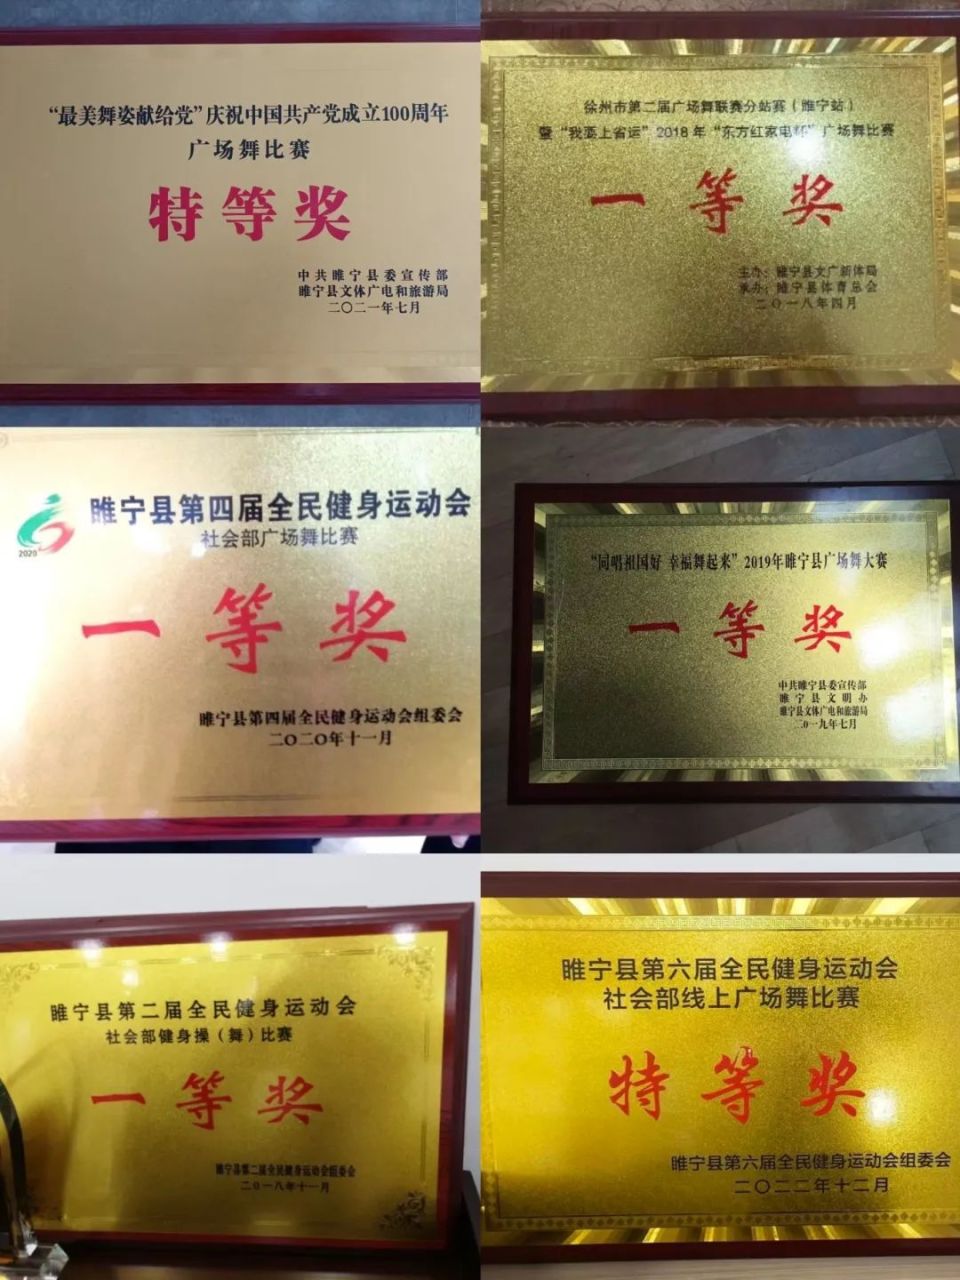 “最美舞姿献给党”庆祝中国共产党成立100周年
广场舞比赛
特等奖
中共睢宁县委宣传部
睢宁县文体广电和旅游局
二〇二一年七月
徐州市第二届广场舞联赛分站赛（睢宁站）
暨“我要上省运”2018年“东方红家电杯”广场舞比赛
一等奖
主办：睢宁县文广新体局
承办：睢宁县体育总会
二〇一八年四月
2020
睢宁县第四届全民健身运动会
社会部广场舞比赛
一等奖
睢宁县第四届全民健身运动会组委会
二〇二〇年十一月
“同唱祖国好 幸福舞起来”2019年睢宁县广场舞大赛
一等奖
中共睢宁县委宣传部
睢宁县文明办
睢宁县文体广电和旅游局
二〇一九年七月
睢宁县第二届全民健身运动会
社会部健身操（舞）比赛
一等奖
睢宁县第二届全民健身运动会组委会
二〇一八年十一月
睢宁县第六届全民健身运动会
社会部线上广场舞比赛
特等奖
睢宁县第六届全民健身运动会组委会
二〇二二年十二月